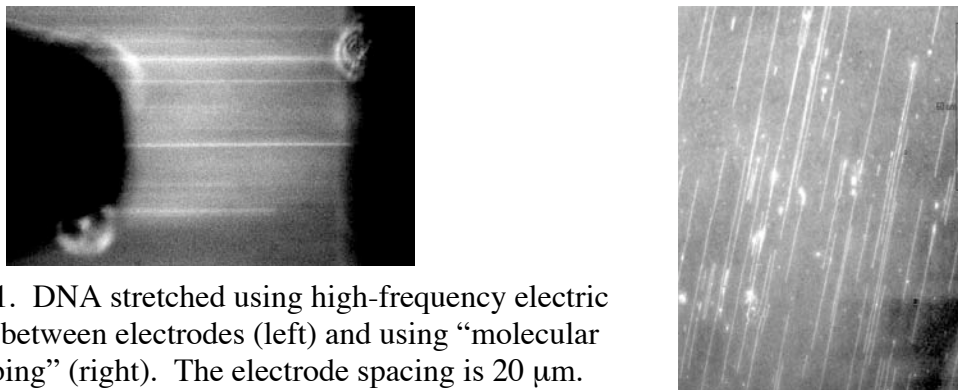 1. DNA stretched using high-frequency electric
between electrodes (left) and using “molecular
(right). The electrode spacing is 20 μm.